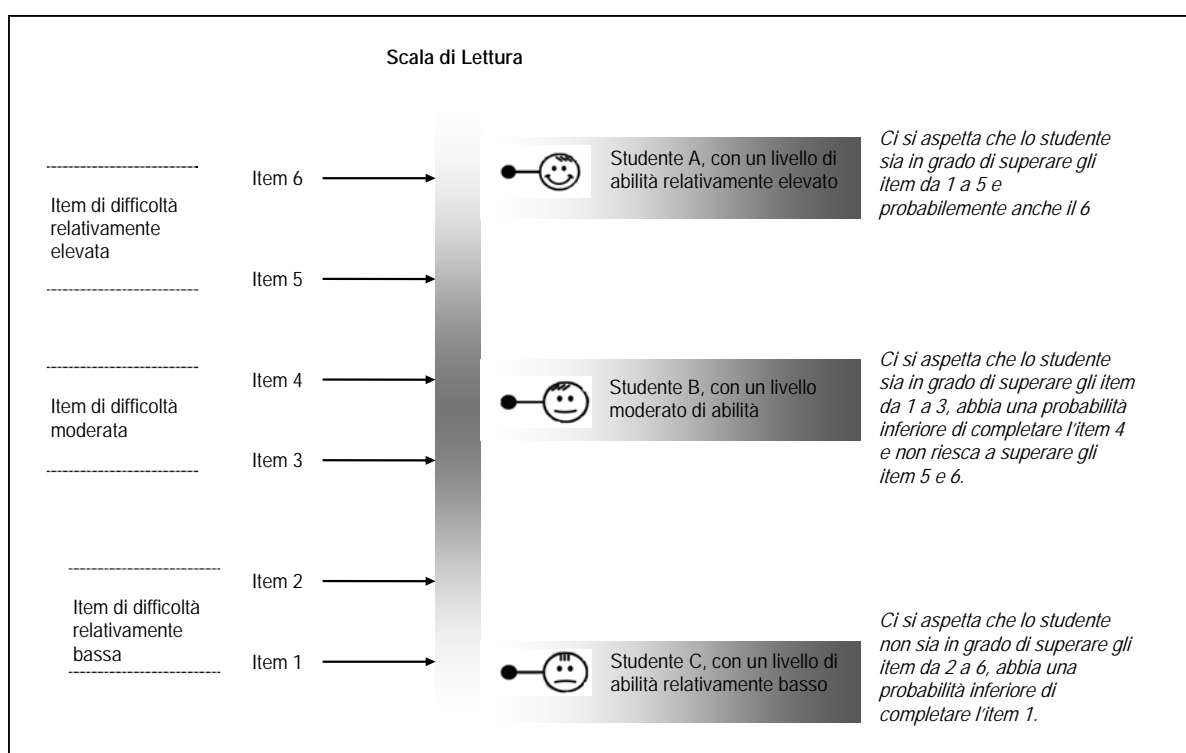 Scala di Lettura
Item di difficoltà
relativamente
elevata
Item 6
Item 5
Studente A, con un livello di
abilità relativamente elevato
Ci si aspetta che lo studente
sia in grado di superare gli
item da 1 a 5 e
probabilemente anche il 6
Item di difficoltà
moderata
Item 4
Item 3
Studente B, con un livello
moderato di abilità
Ci si aspetta che lo studente
sia in grado di superare gli item
da 1 a 3, abbia una probabilità
inferiore di completare l'item 4
e non riesca a superare gli
item 5 e 6.
Item di difficoltà
relativamente
bassa
Item 2
Item 1
Studente C, con un livello di
abilità relativamente basso
Ci si aspetta che lo studente
non sia in grado di superare gli
item da 2 a 6, abbia una
probabilità inferiore di
completare l'item 1.